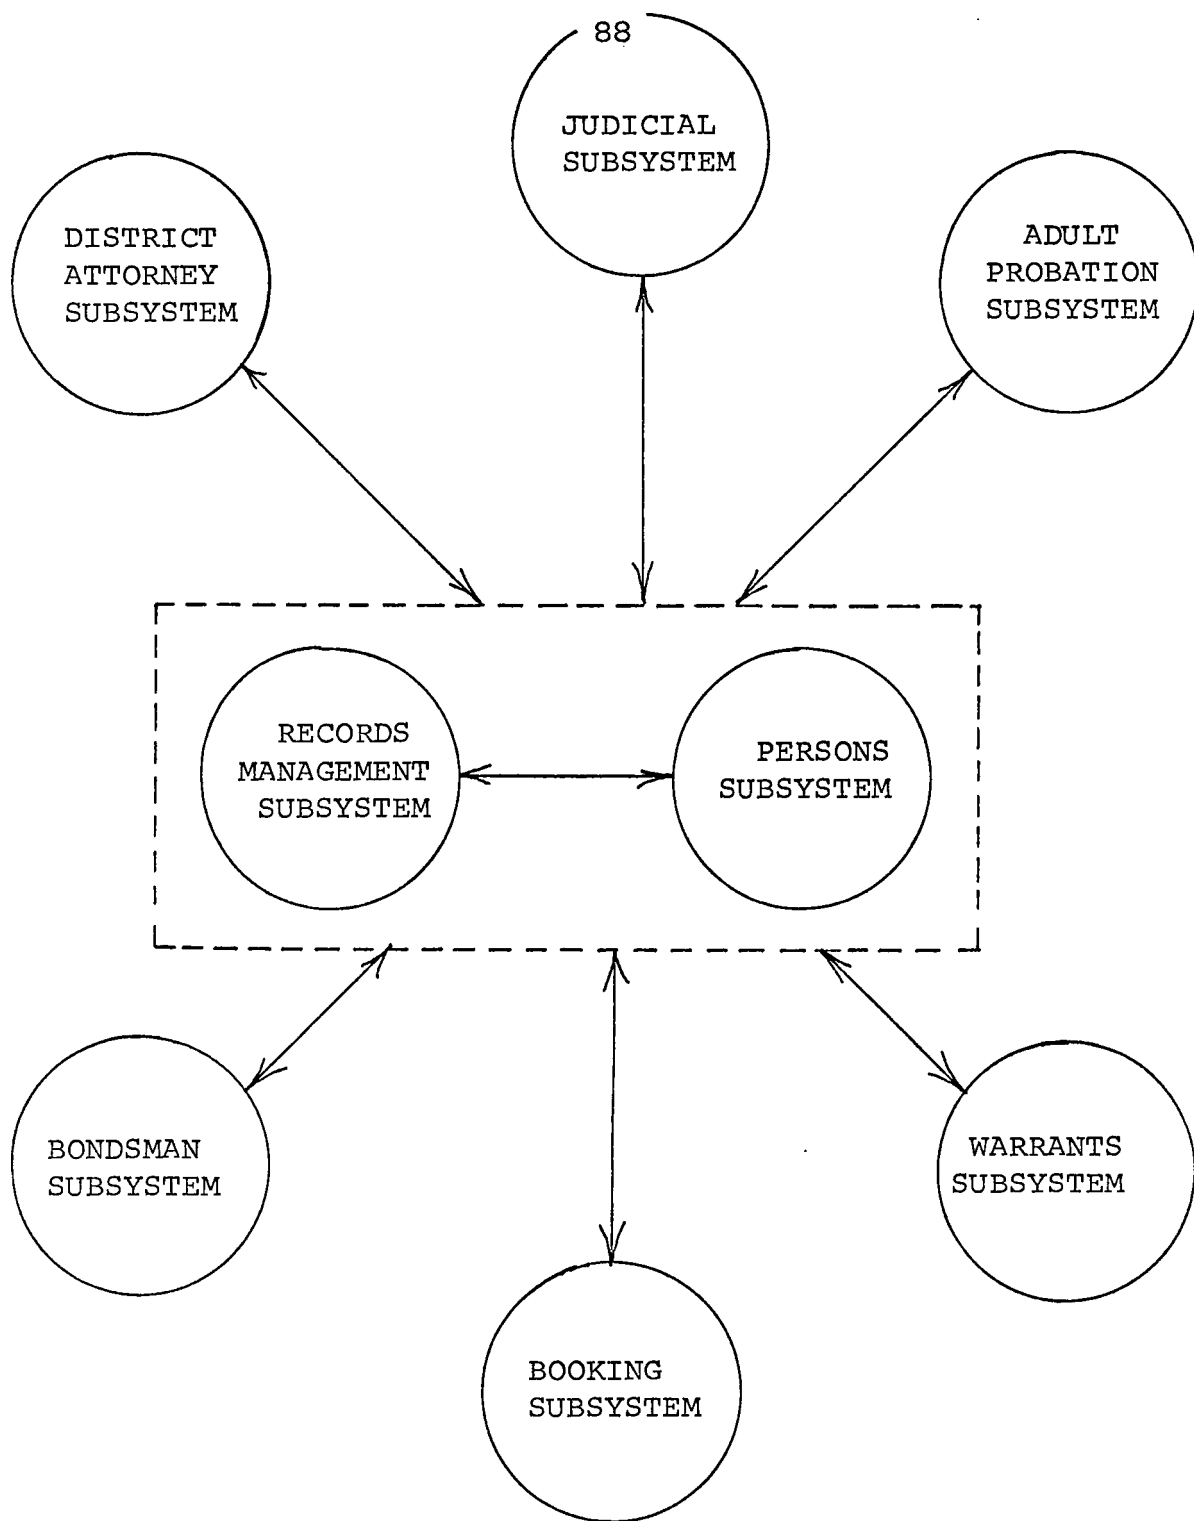 88
JUDICIAL
SUBSYSTEM
DISTRICT
ATTORNEY
SUBSYSTEM
ADULT
PROBATION
SUBSYSTEM
RECORDS
MANAGEMENT
SUBSYSTEM
PERSONS
SUBSYSTEM
BONDSMAN
SUBSYSTEM
WARRANTS
SUBSYSTEM
BOOKING
SUBSYSTEM